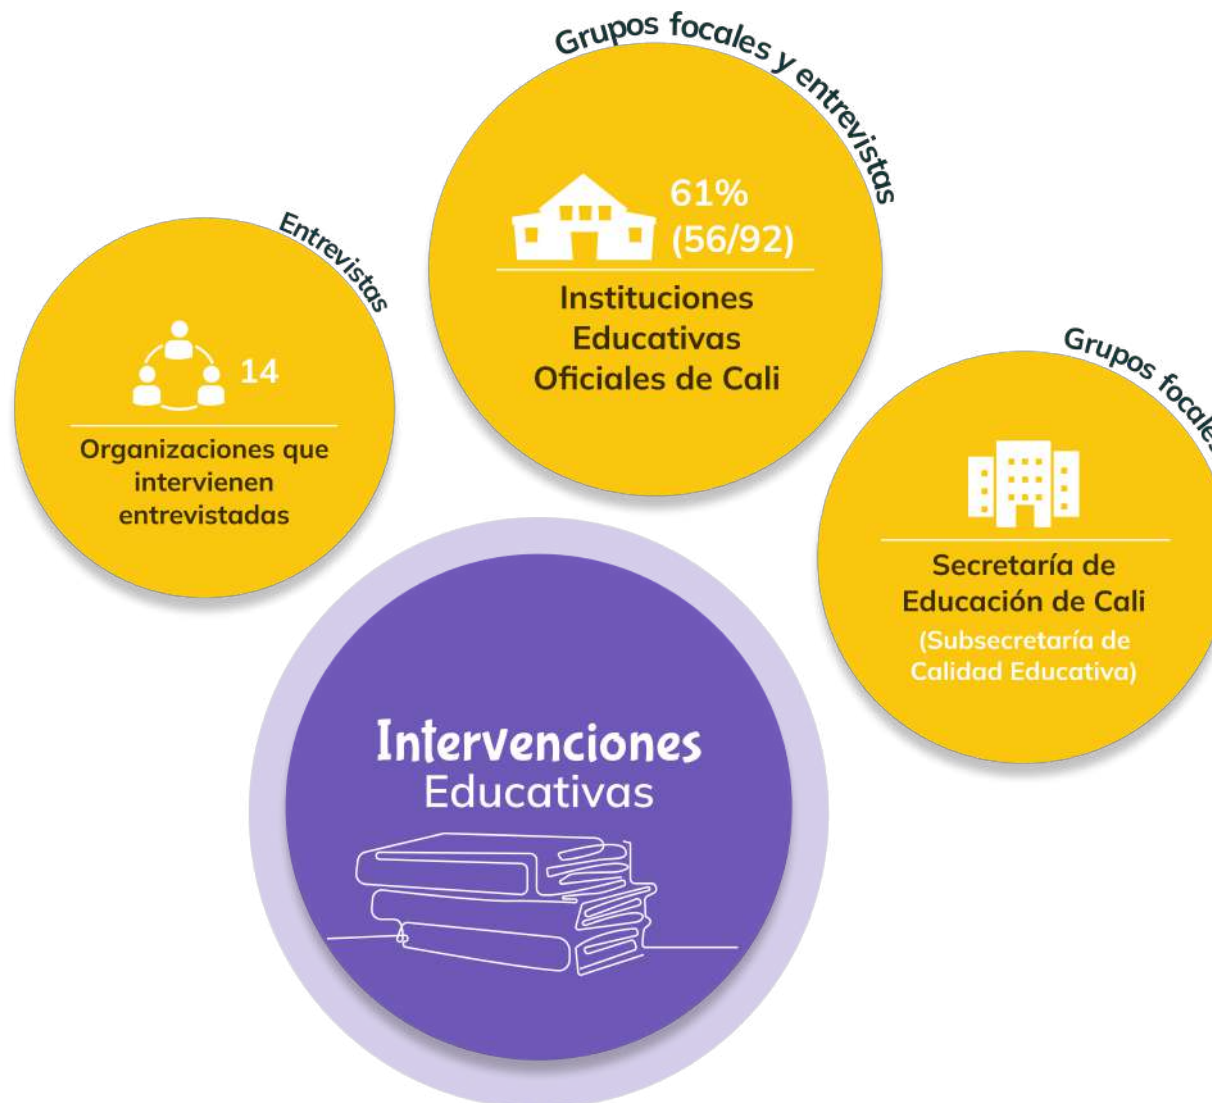 Grupos focales y entrevistas
61%
(56/92)
Instituciones
Educativas
Oficiales de Cali
Entrevistas
14
Organizaciones que
intervienen
entrevistadas
Grupos focales
Secretaría de
Educación de Cali
(Subsecretaría de
Calidad Educativa)
Intervenciones
Educativas